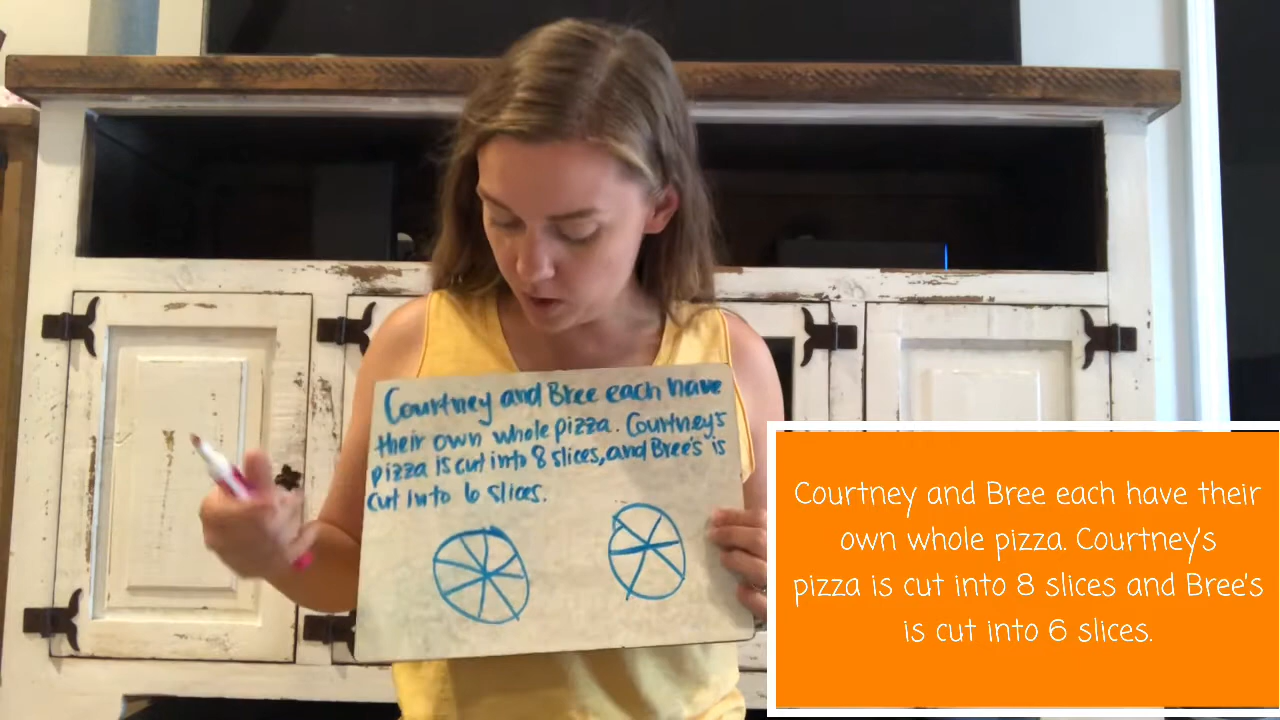 Courtney and Bree each have
their own whole pizza. Courtney's
pizza is cut into 8 slices, and Bree's is
cut into 6 slices.
Courtney and Bree each have their
own whole pizza. Courtney's
pizza is cut into 8 slices and Bree's
is cut into 6 slices.